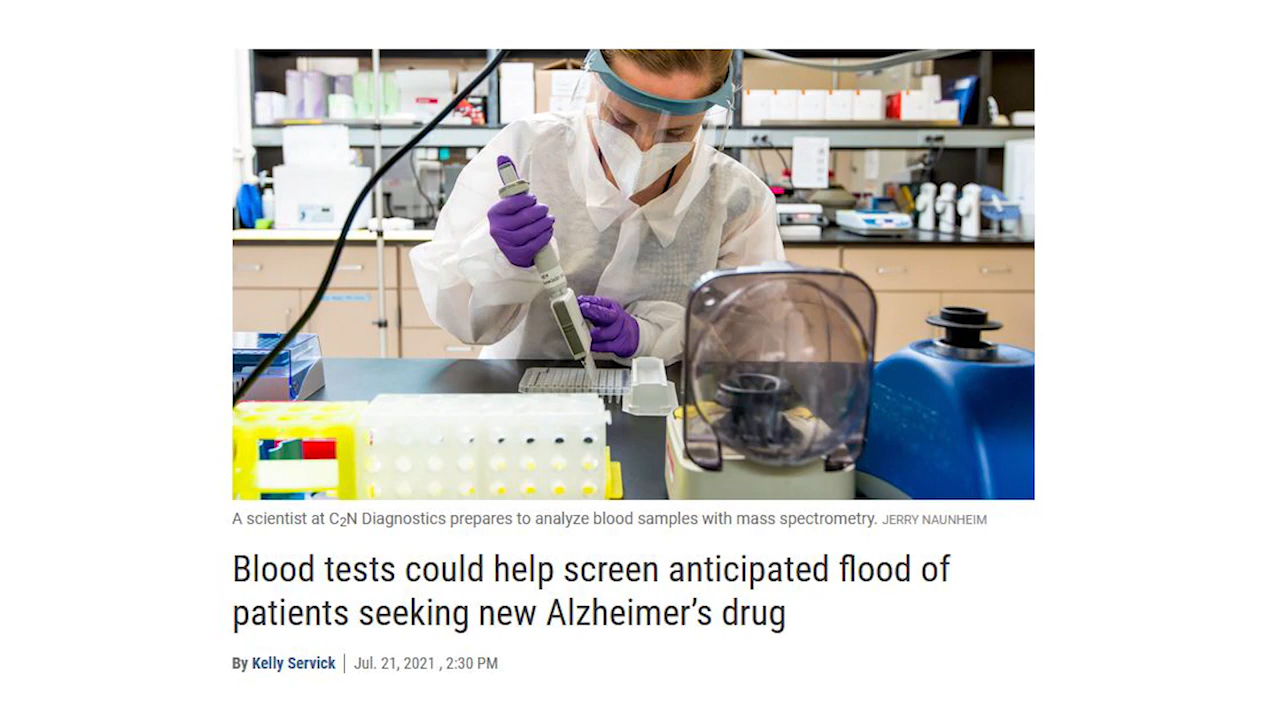 A scientist at C2N Diagnostics prepares to analyze blood samples with mass spectrometry. JERRY NAUNHEIM
Blood tests could help screen anticipated flood of
patients seeking new Alzheimer’s drug
By Kelly Servick | Jul. 21, 2021 , 2:30 PM